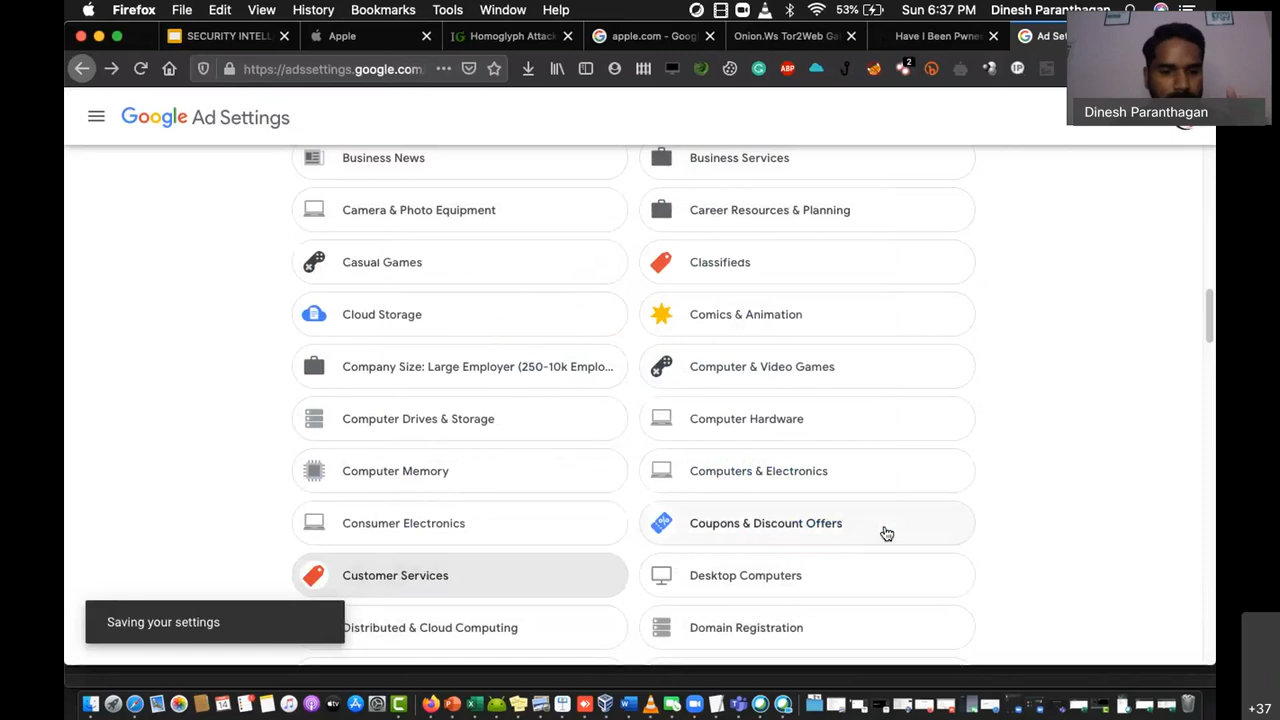 Firefox File Edit View History Bookmarks Tools Window Help 53% Sun 6:37 PM Dinesh Paranthagan
SECURITY INTELL Apple Homoglyph Attack apple.com - Goog Onion.Ws Tor2Web Ga Have I Been Pwne Ad Se
https://adssettings.google.com ABP 2 IP
Dinesh Paranthagan
Google Ad Settings
Business News Business Services
Camera & Photo Equipment Career Resources & Planning
Casual Games Classifieds
Cloud Storage Comics & Animation
Company Size: Large Employer (250-10k Emplo... Computer & Video Games
Computer Drives & Storage Computer Hardware
Computer Memory Computers & Electronics
Consumer Electronics Coupons & Discount Offers
Customer Services Desktop Computers
Saving your settings
Distributed & Cloud Computing Domain Registration
+37